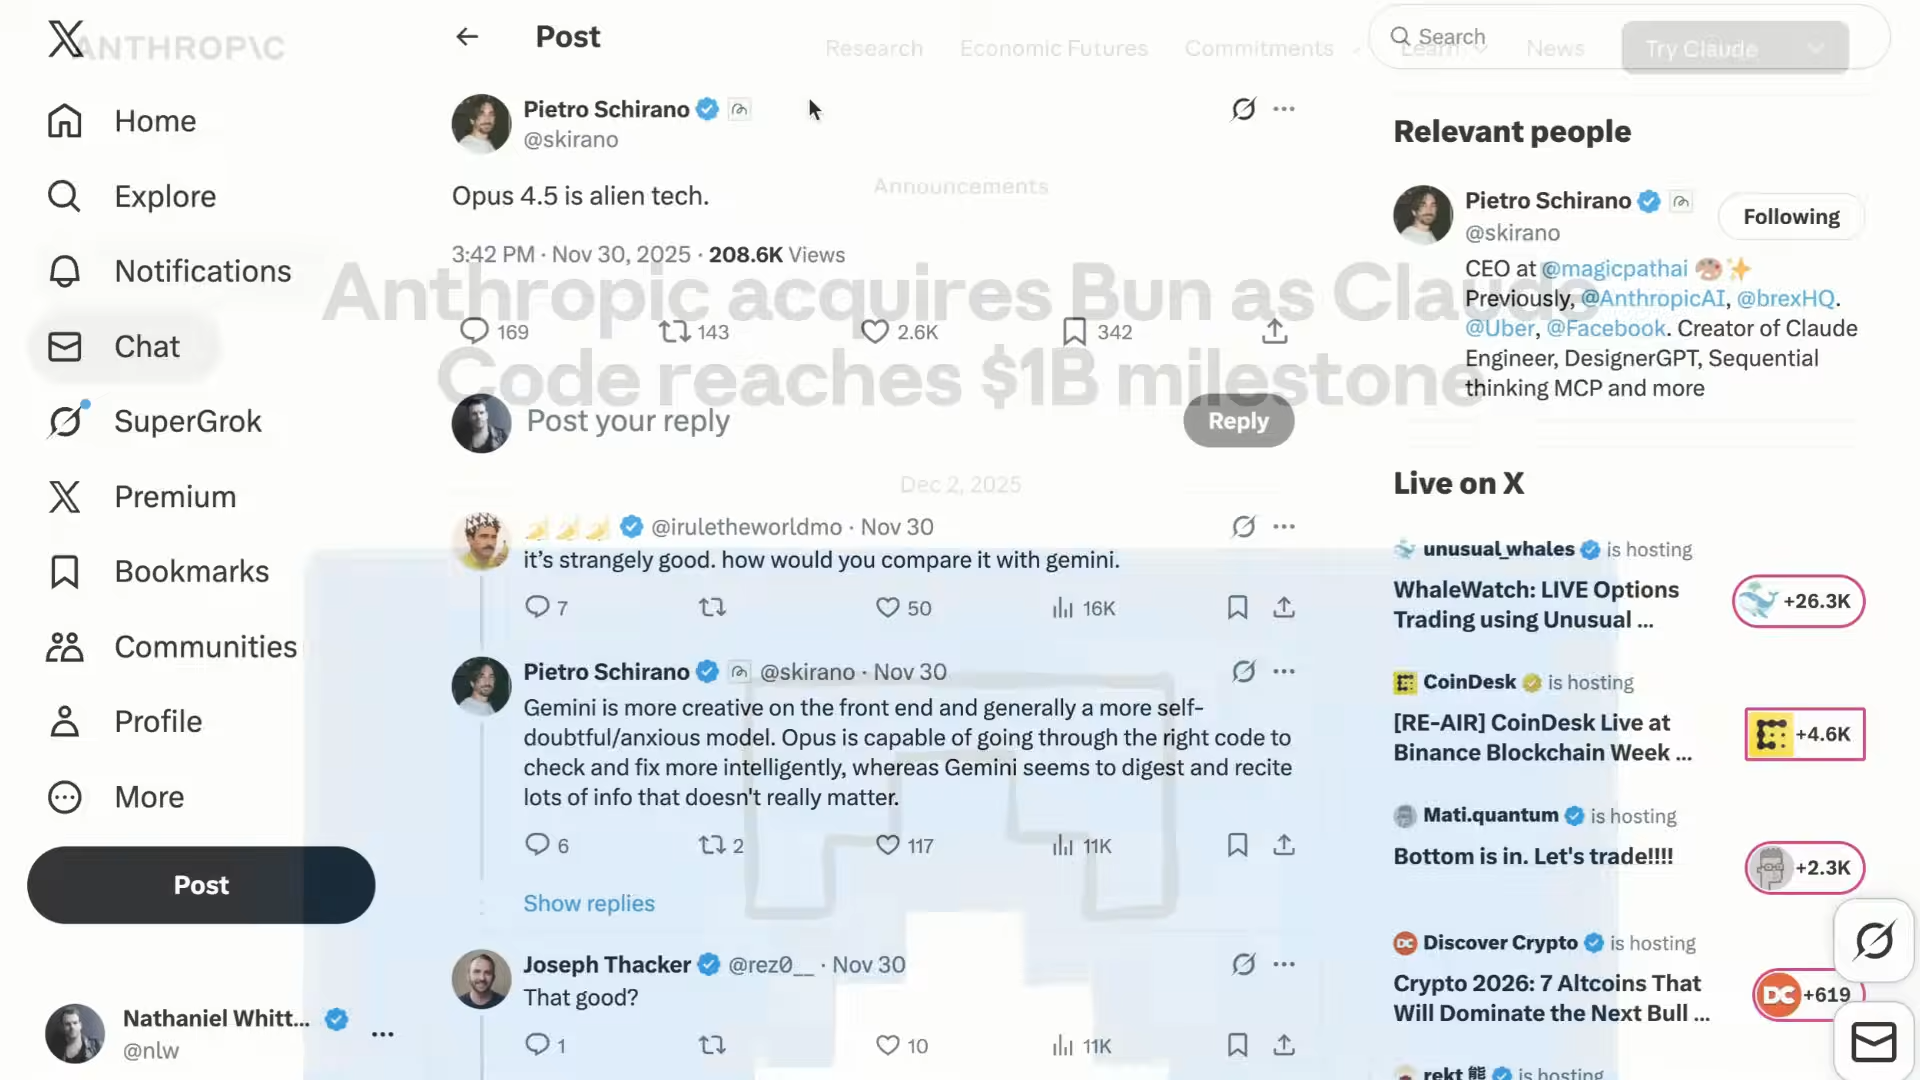 ANTHROP\C
Research
Economic Futures
Commitments
Learn
News
Try Claude
Announcements
Anthropic acquires Bun as Claude
Code reaches $1B milestone
Dec 2, 2025
Home
Explore
Notifications
Chat
SuperGrok
Premium
Bookmarks
Communities
Profile
More
Post
Nathaniel Whitt...
@nlw
Post
Pietro Schirano
@skirano
Opus 4.5 is alien tech.
3:42 PM · Nov 30, 2025 · 208.6K Views
169 143 2.6K 342
Post your reply
Reply
🍌🍌🍌 @iruletheworldmo · Nov 30
it's strangely good. how would you compare it with gemini.
7 50 16K
Pietro Schirano @skirano · Nov 30
Gemini is more creative on the front end and generally a more self-
doubtful/anxious model. Opus is capable of going through the right code to
check and fix more intelligently, whereas Gemini seems to digest and recite
lots of info that doesn't really matter.
6 2 117 11K
Show replies
Joseph Thacker @rez0__ · Nov 30
That good?
1 10 11K
Search
Relevant people
Pietro Schirano
@skirano
Following
CEO at @magicpathai 🎨✨
Previously, @AnthropicAI, @brexHQ.
@Uber, @Facebook. Creator of Claude
Engineer, DesignerGPT, Sequential
thinking MCP and more
Live on X
unusual_whales is hosting
WhaleWatch: LIVE Options
Trading using Unusual ...
+26.3K
CoinDesk is hosting
[RE-AIR] CoinDesk Live at
Binance Blockchain Week ...
+4.6K
Mati.quantum is hosting
Bottom is in. Let's trade!!!!
+2.3K
DC
Discover Crypto is hosting
Crypto 2026: 7 Altcoins That
Will Dominate the Next Bull ...
DC
+619
rekt 熊 is hosting